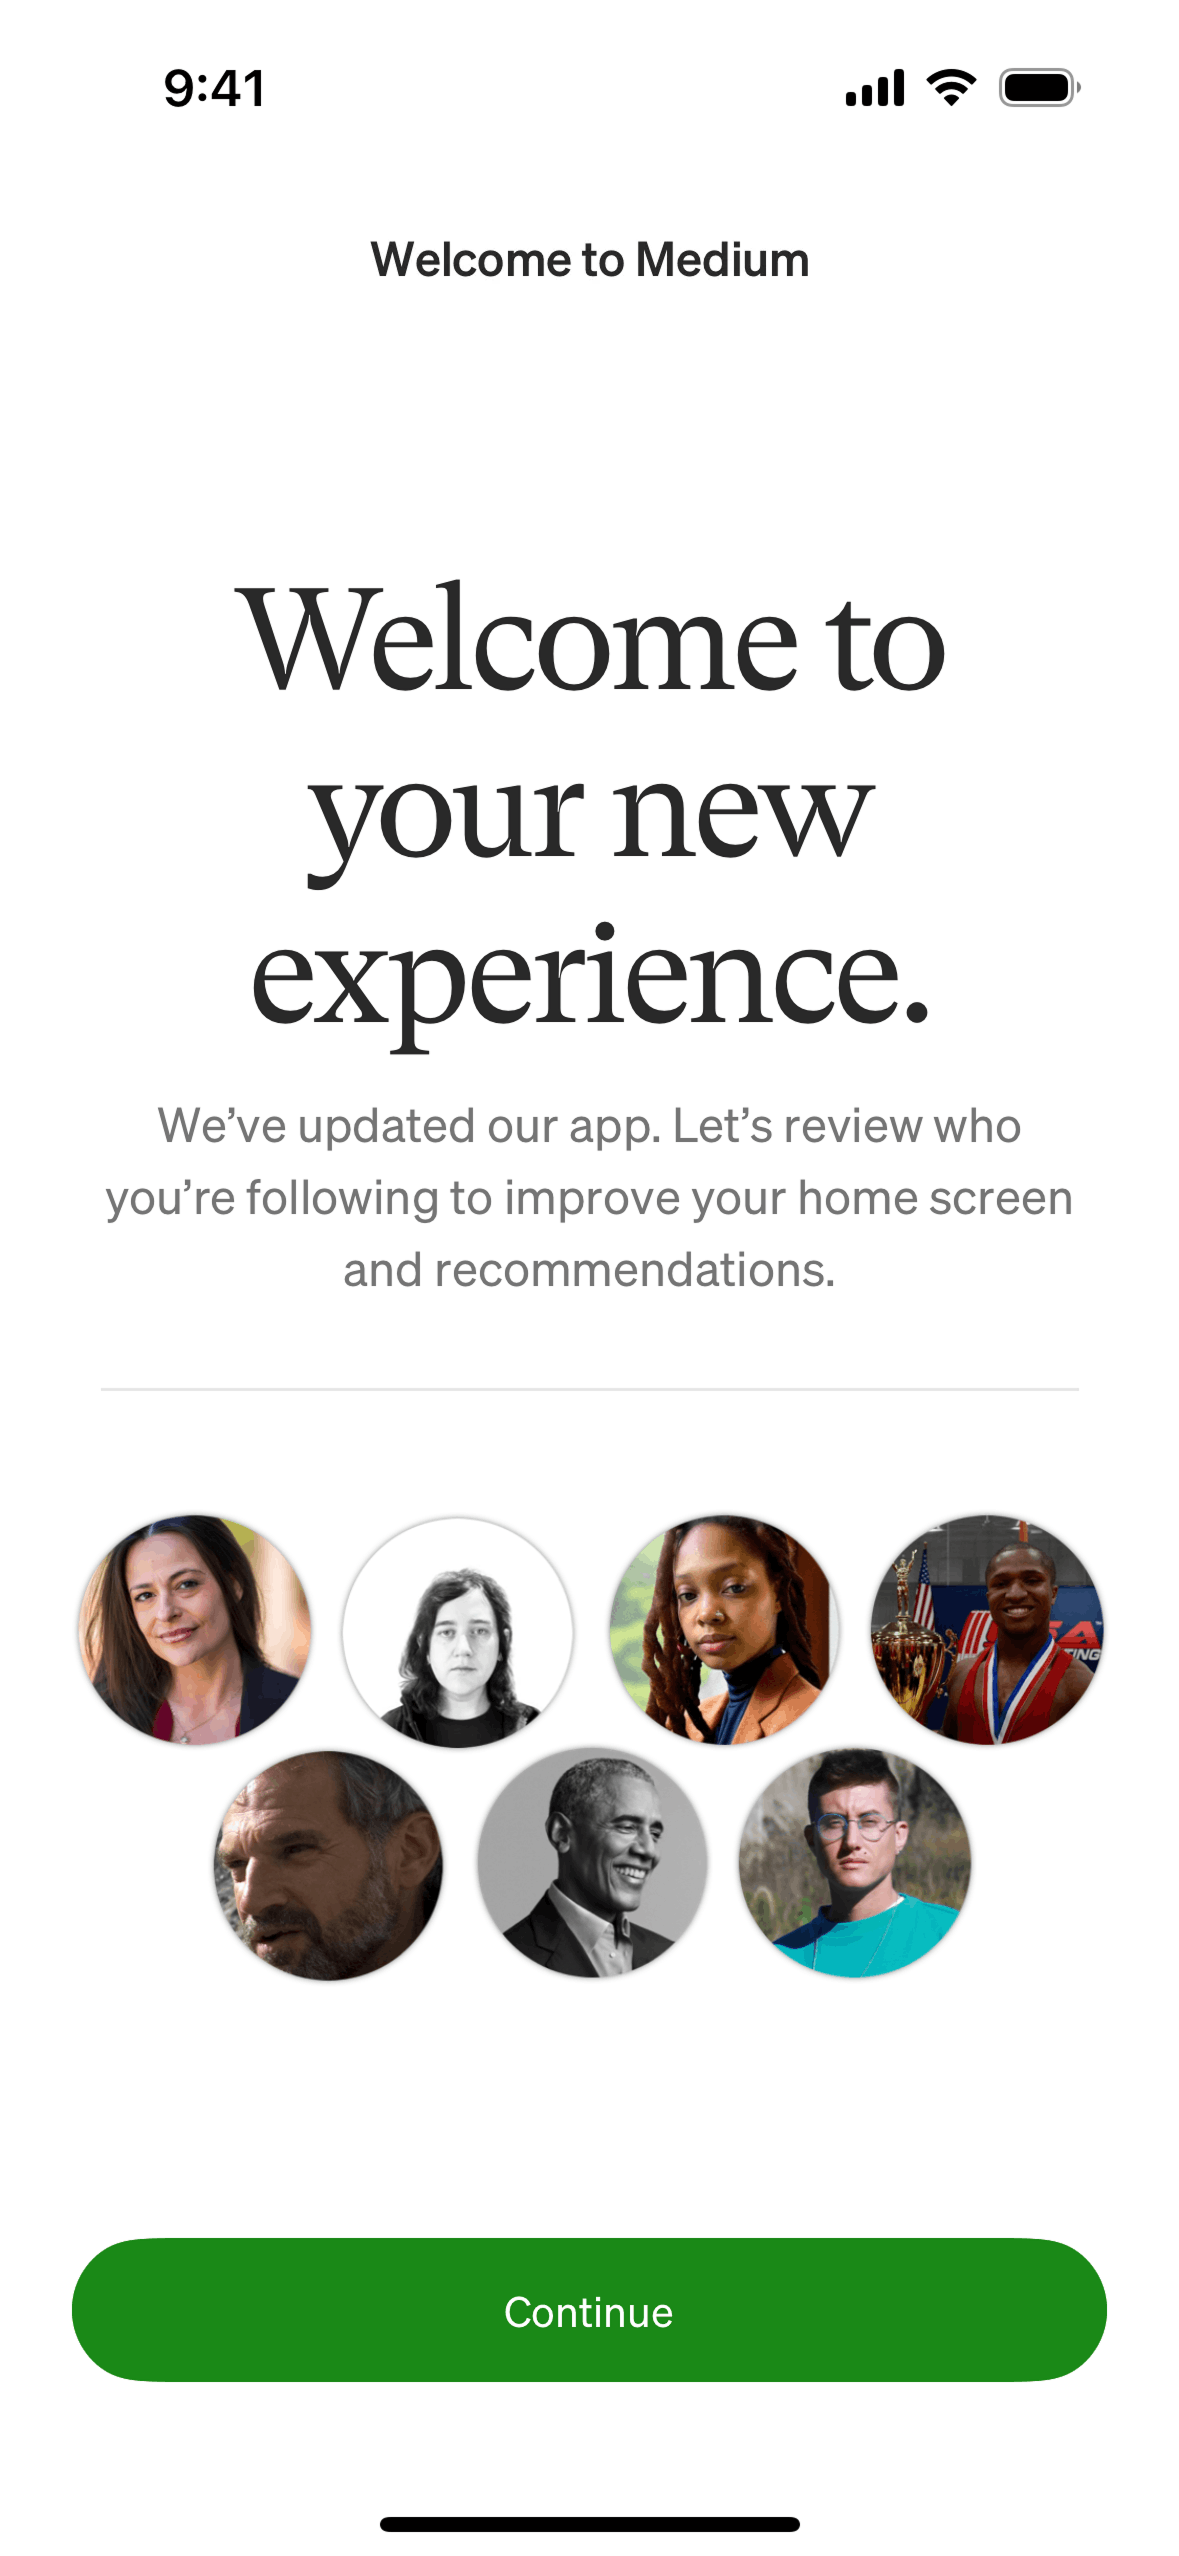 9:41
Welcome to Medium
Welcome to
your new
experience.
We’ve updated our app. Let’s review who
you’re following to improve your home screen
and recommendations.
Continue